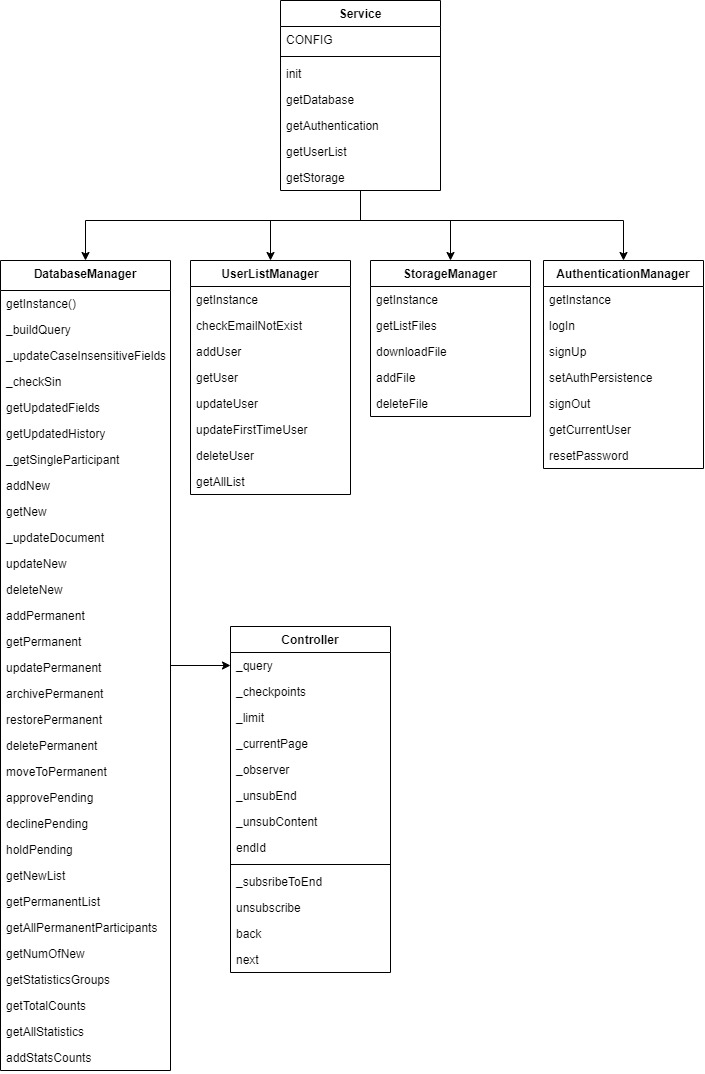 Service
CONFIG
init
getDatabase
getAuthentication
getUserList
getStorage
DatabaseManager
getInstance()
_buildQuery
_updateCaseInsensitiveFields
_checkSin
getUpdatedFields
getUpdatedHistory
_getSingleParticipant
addNew
getNew
_updateDocument
updateNew
deleteNew
addPermanent
getPermanent
updatePermanent
archivePermanent
restorePermanent
deletePermanent
moveToPermanent
approvePending
declinePending
holdPending
getNewList
getPermanentList
getAllPermanentParticipants
getNumOfNew
getStatisticsGroups
getTotalCounts
getAllStatistics
addStatsCounts
UserListManager
getInstance
checkEmailNotExist
addUser
getUser
updateUser
updateFirstTimeUser
deleteUser
getAllList
StorageManager
getInstance
getListFiles
downloadFile
addFile
deleteFile
AuthenticationManager
getInstance
logIn
signUp
setAuthPersistence
signOut
getCurrentUser
resetPassword
Controller
_query
_checkpoints
_limit
_currentPage
_observer
_unsubEnd
_unsubContent
endId
_subsribeToEnd
unsubscribe
back
next